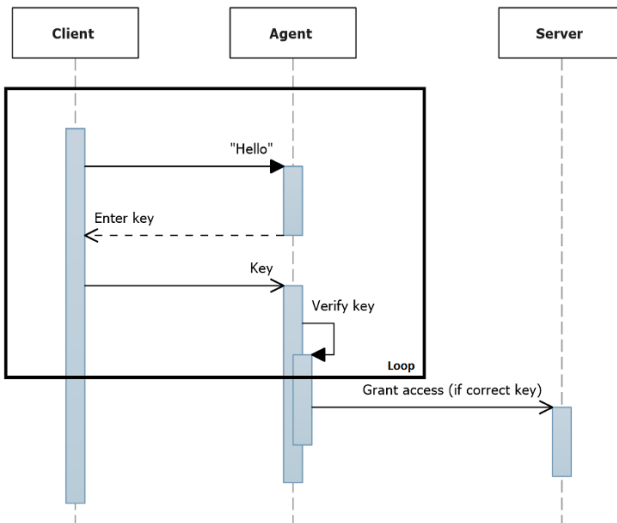 Client
Agent
Server
"Hello"
Enter key
Key
Verify key
Loop
Grant access (if correct key)